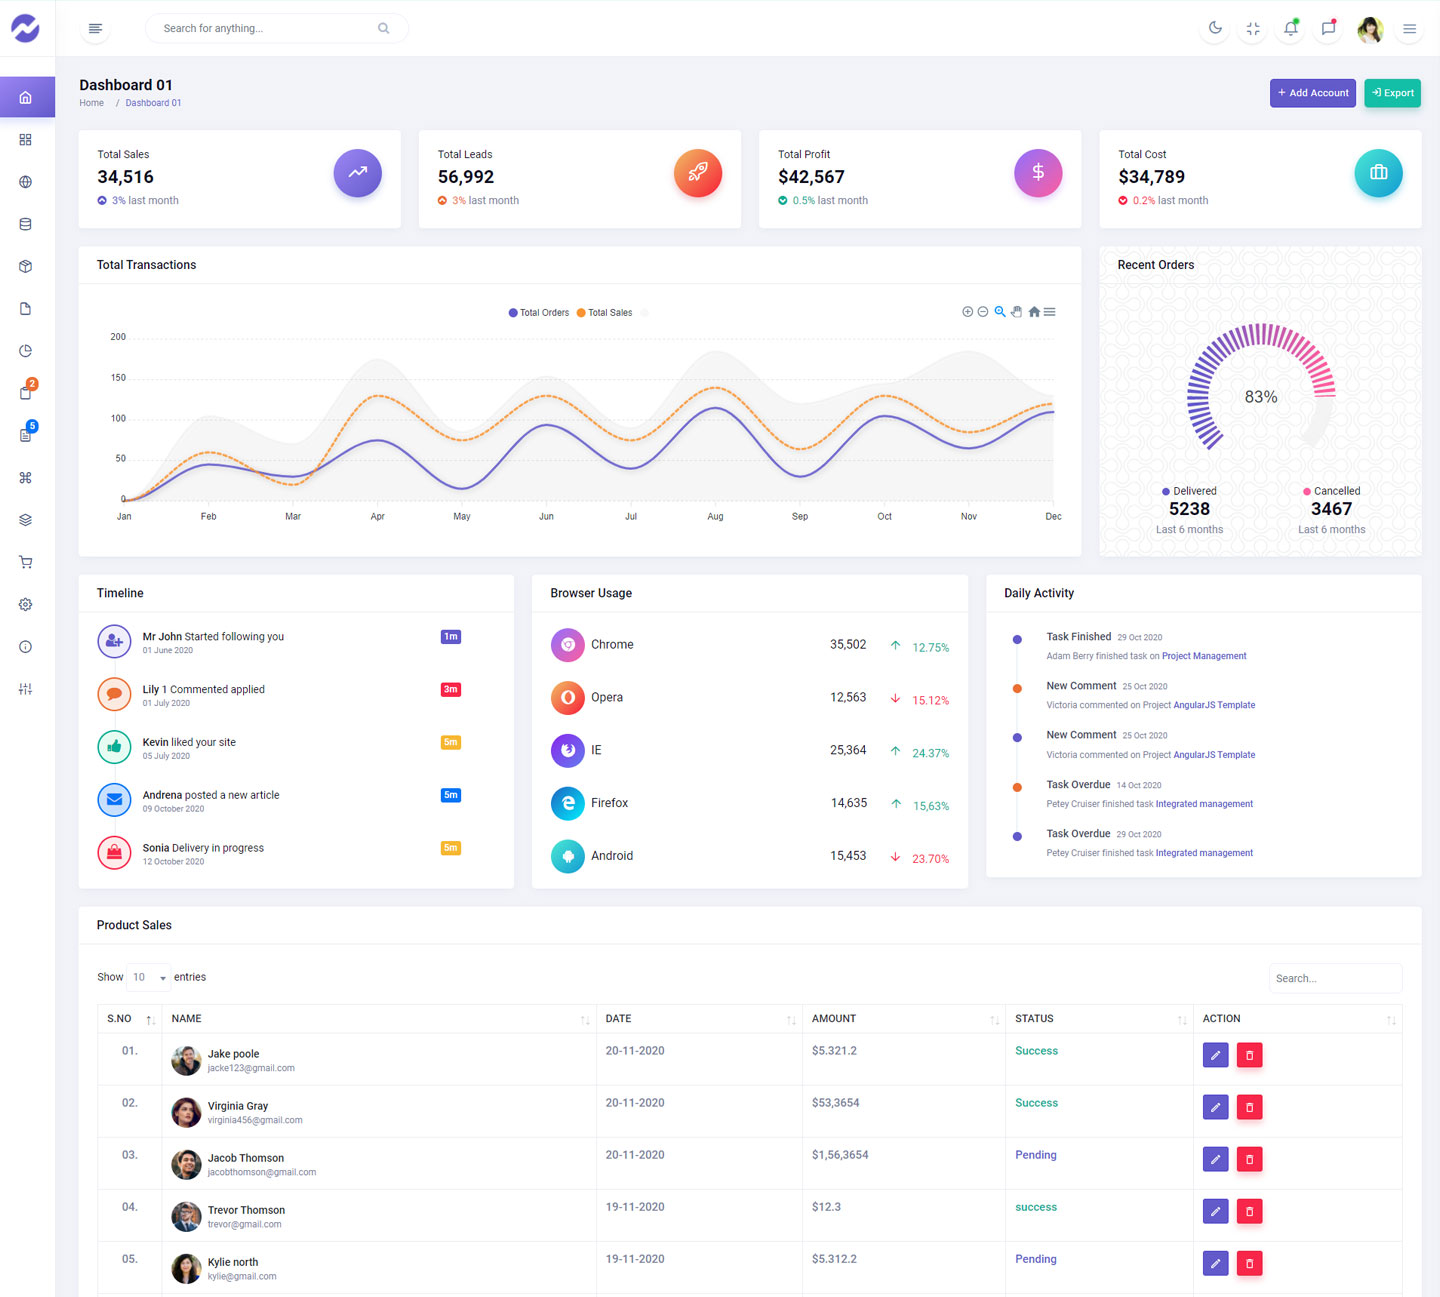 Search for anything...
Dashboard 01
Home / Dashboard 01
+ Add Account
Export
Total Sales
34,516
3% last month
Total Leads
56,992
3% last month
Total Profit
$42,567
0.5% last month
Total Cost
$34,789
0.2% last month
2
5
Total Transactions
Total Orders Total Sales
200
150
100
50
0
Jan Feb Mar Apr May Jun Jul Aug Sep Oct Nov Dec
Recent Orders
83%
Delivered
5238
Last 6 months
Cancelled
3467
Last 6 months
Timeline
Mr John Started following you 1m
01 June 2020
Lily 1 Commented applied 3m
01 July 2020
Kevin liked your site 5m
05 July 2020
Andrena posted a new article 5m
09 October 2020
Sonia Delivery in progress 5m
12 October 2020
Browser Usage
Chrome 35,502 12.75%
Opera 12,563 15.12%
IE 25,364 24.37%
Firefox 14,635 15,63%
Android 15,453 23.70%
Daily Activity
Task Finished 29 Oct 2020
Adam Berry finished task on Project Management
New Comment 25 Oct 2020
Victoria commented on Project AngularJS Template
New Comment 25 Oct 2020
Victoria commented on Project AngularJS Template
Task Overdue 14 Oct 2020
Petey Cruiser finished task Integrated management
Task Overdue 29 Oct 2020
Petey Cruiser finished task Integrated management
Product Sales
Show 10 entries
Search...
S.NO NAME DATE AMOUNT STATUS ACTION
01. Jake poole 20-11-2020 $5.321.2 Success
jacke123@gmail.com
02. Virginia Gray 20-11-2020 $53,3654 Success
virginia456@gmail.com
03. Jacob Thomson 20-11-2020 $1,56,3654 Pending
jacobthomson@gmail.com
04. Trevor Thomson 19-11-2020 $12.3 success
trevor@gmail.com
05. Kylie north 19-11-2020 $5.312.2 Pending
kylie@gmail.com